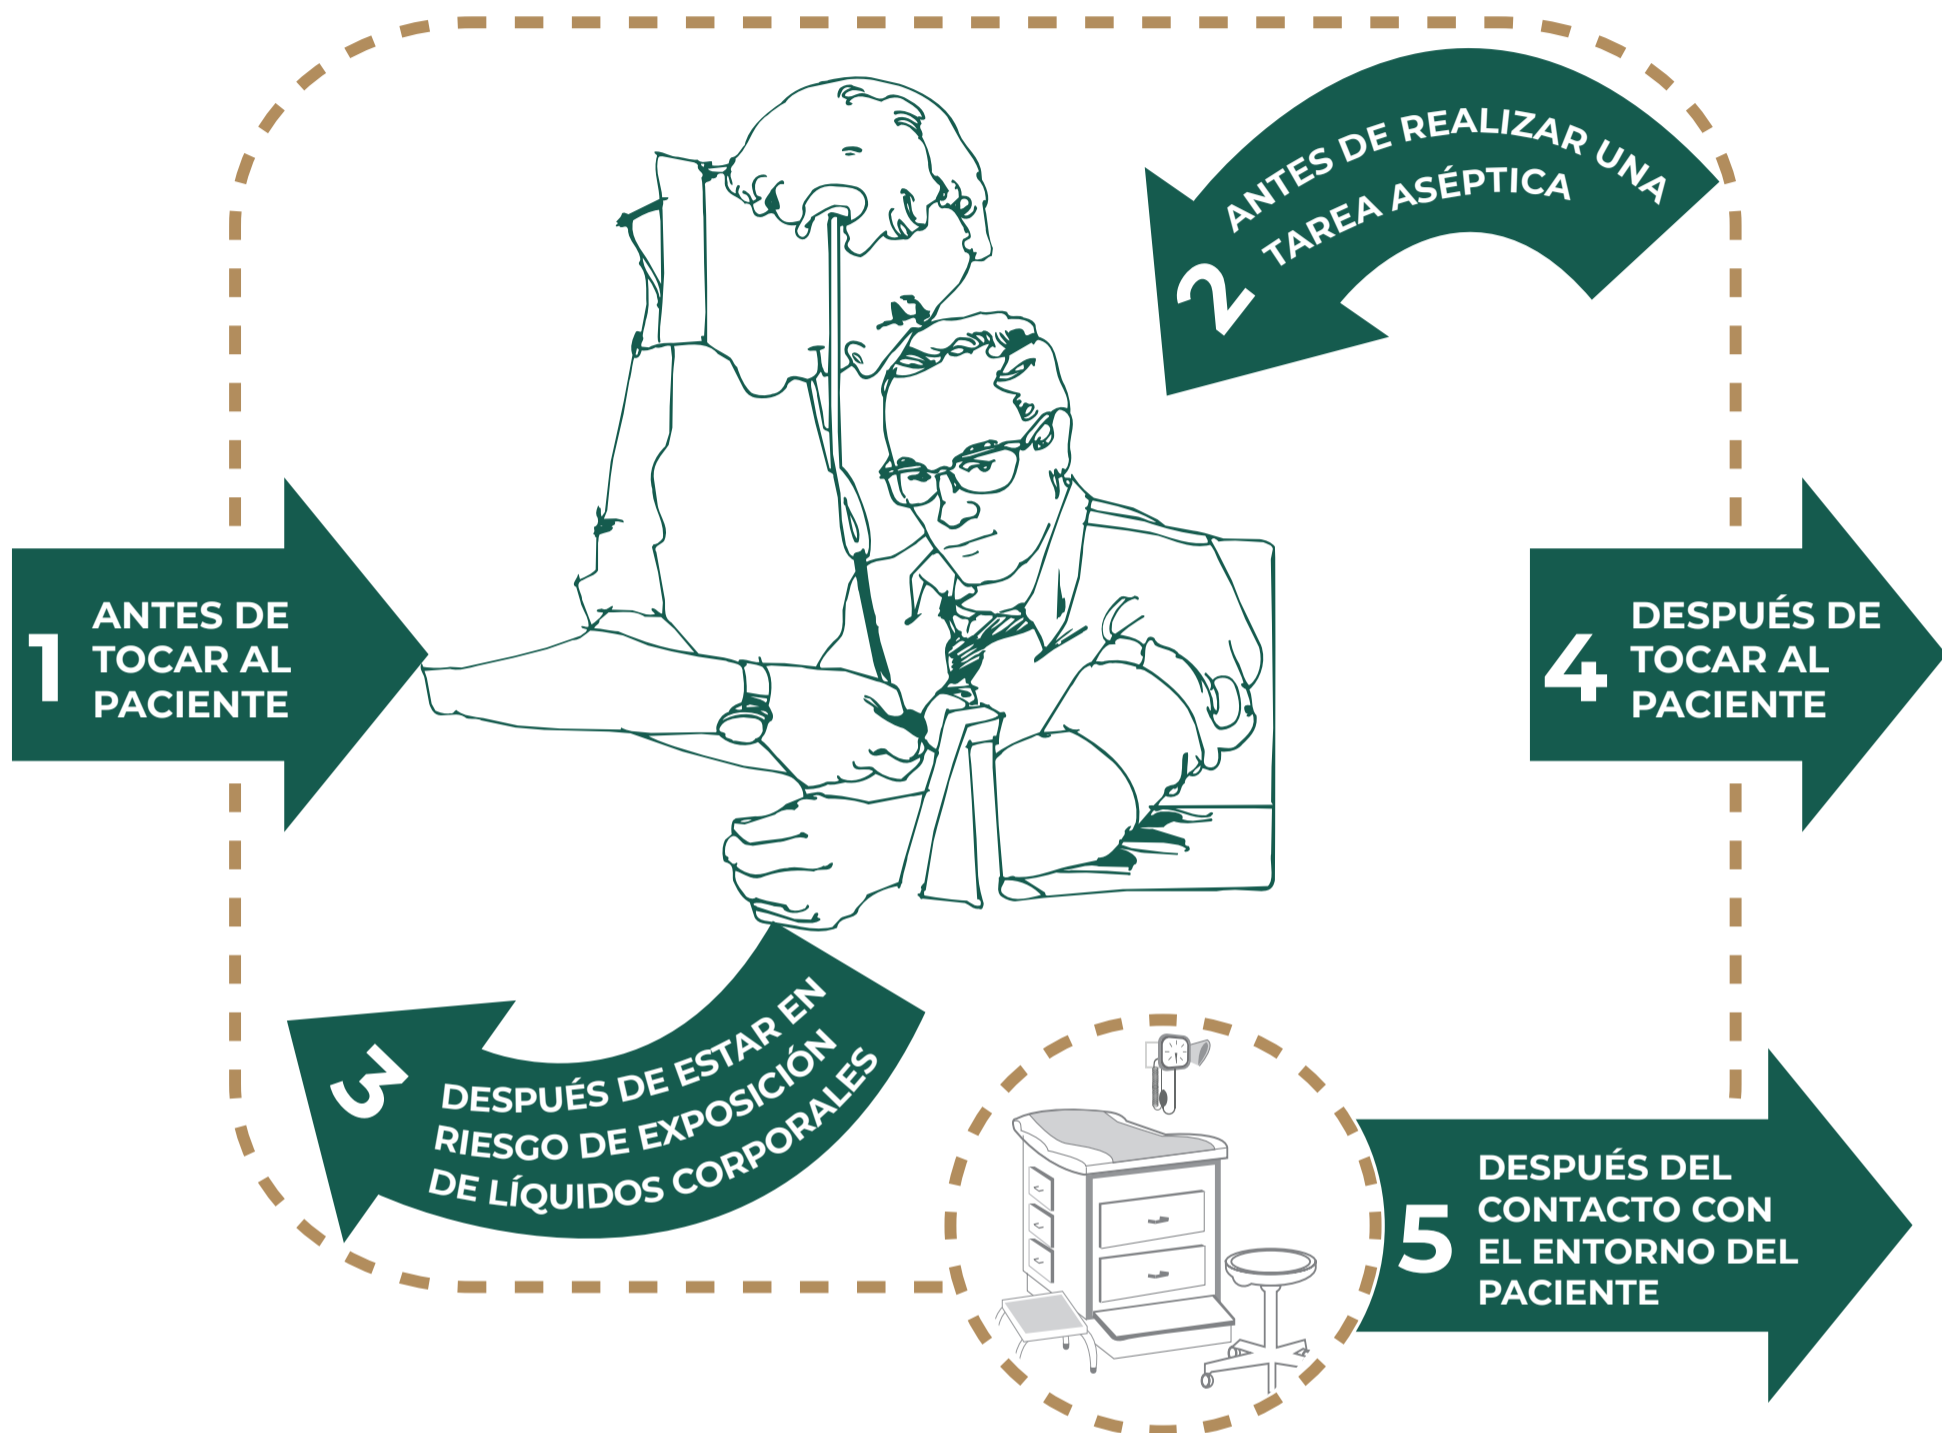 1
ANTES DE
TOCAR AL
PACIENTE
2
ANTES DE REALIZAR UNA
TAREA ASÉPTICA
3
DESPUÉS DE ESTAR EN
RIESGO DE EXPOSICIÓN
DE LÍQUIDOS CORPORALES
4
DESPUÉS DE
TOCAR AL
PACIENTE
5
DESPUÉS DEL
CONTACTO CON
EL ENTORNO DEL
PACIENTE